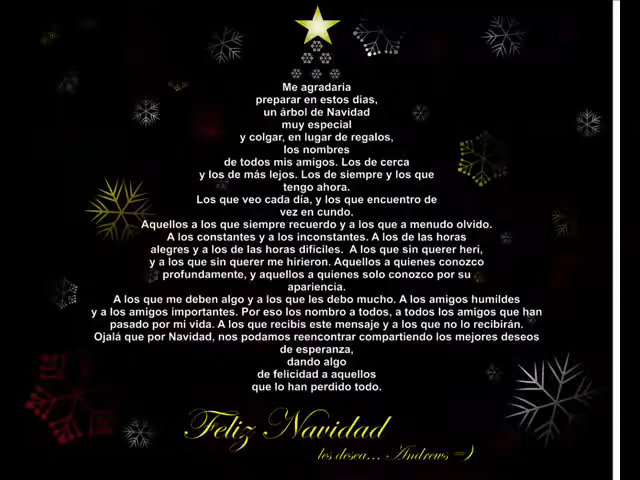 Me agradaría
preparar en estos días,
un árbol de Navidad
muy especial
y colgar, en lugar de regalos,
los nombres
de todos mis amigos. Los de cerca
y los de más lejos. Los de siempre y los que
tengo ahora.
Los que veo cada día, y los que encuentro de
vez en cundo.
Aquellos a los que siempre recuerdo y a los que a menudo olvido.
A los constantes y a los inconstantes. A los de las horas
alegres y a los de las horas difíciles. A los que sin querer herí,
y a los que sin querer me hirieron. Aquellos a quienes conozco
profundamente, y aquellos a quienes solo conozco por su
apariencia.
A los que me deben algo y a los que les debo mucho. A los amigos humildes
y a los amigos importantes. Por eso los nombro a todos, a todos los amigos que han
pasado por mi vida. A los que recibís este mensaje y a los que no lo recibirán.
Ojalá que por Navidad, nos podamos reencontrar compartiendo los mejores deseos
de esperanza,
dando algo
de felicidad a aquellos
que lo han perdido todo.
Feliz Navidad
les desea... Andrews =)